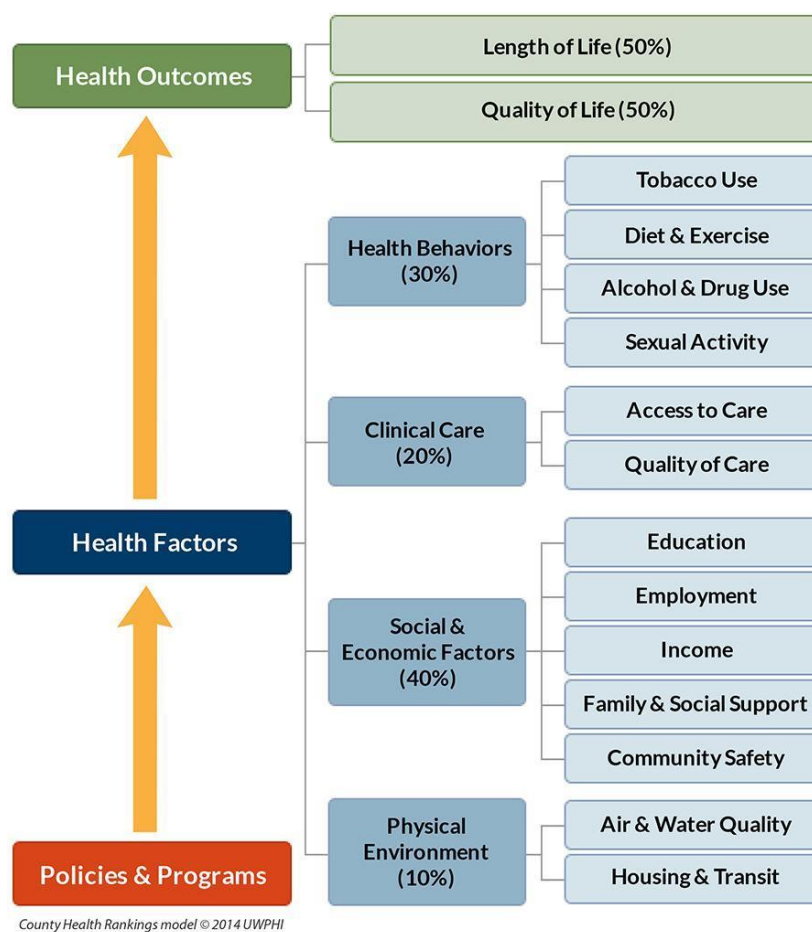 Health Outcomes
Length of Life (50%)
Quality of Life (50%)
Health Behaviors
(30%)
Tobacco Use
Diet & Exercise
Alcohol & Drug Use
Sexual Activity
Clinical Care
(20%)
Access to Care
Quality of Care
Health Factors
Social &
Economic Factors
(40%)
Education
Employment
Income
Family & Social Support
Community Safety
Physical
Environment
(10%)
Air & Water Quality
Housing & Transit
Policies & Programs
County Health Rankings model © 2014 UWPHI